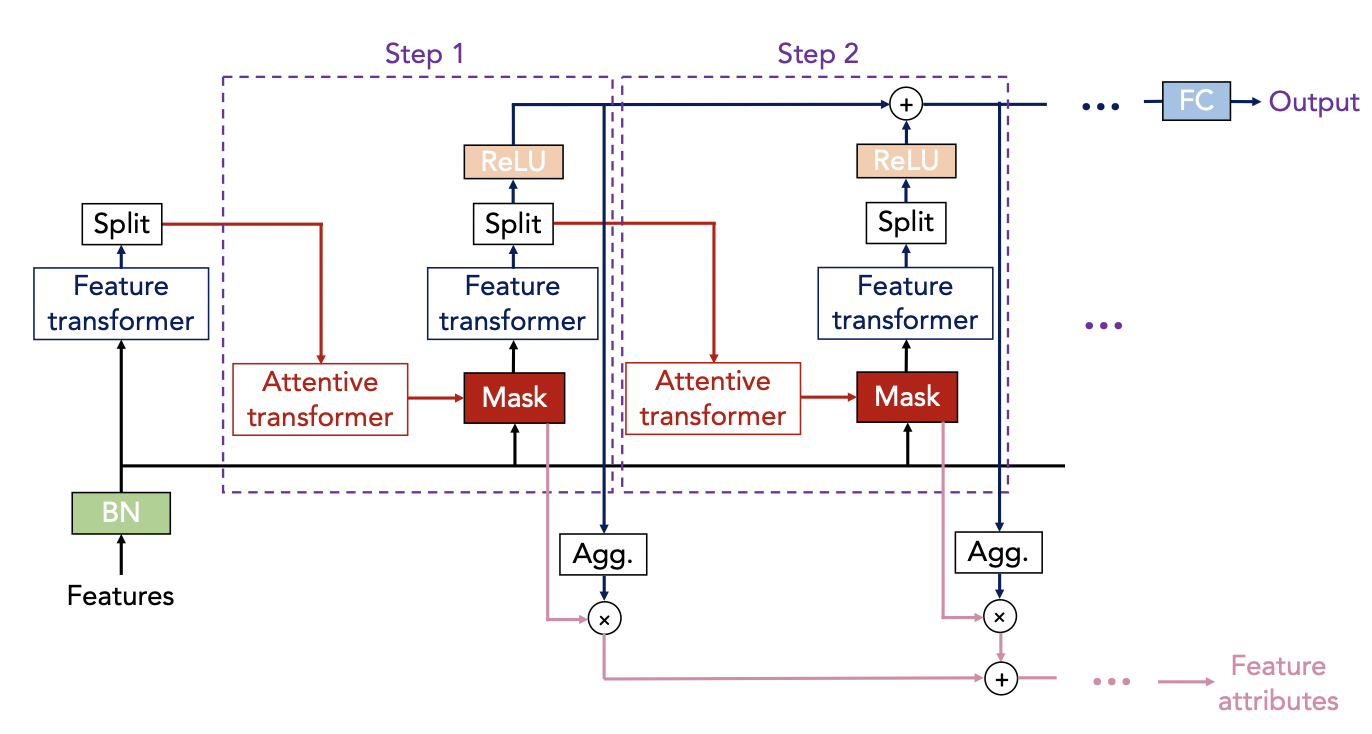 Step 1
Step 2
FC
Output
ReLU
ReLU
Split
Split
Split
Feature
transformer
Feature
transformer
Feature
transformer
Attentive
transformer
Mask
Attentive
transformer
Mask
BN
Agg.
Agg.
Features
×
×
+
+
Feature
attributes